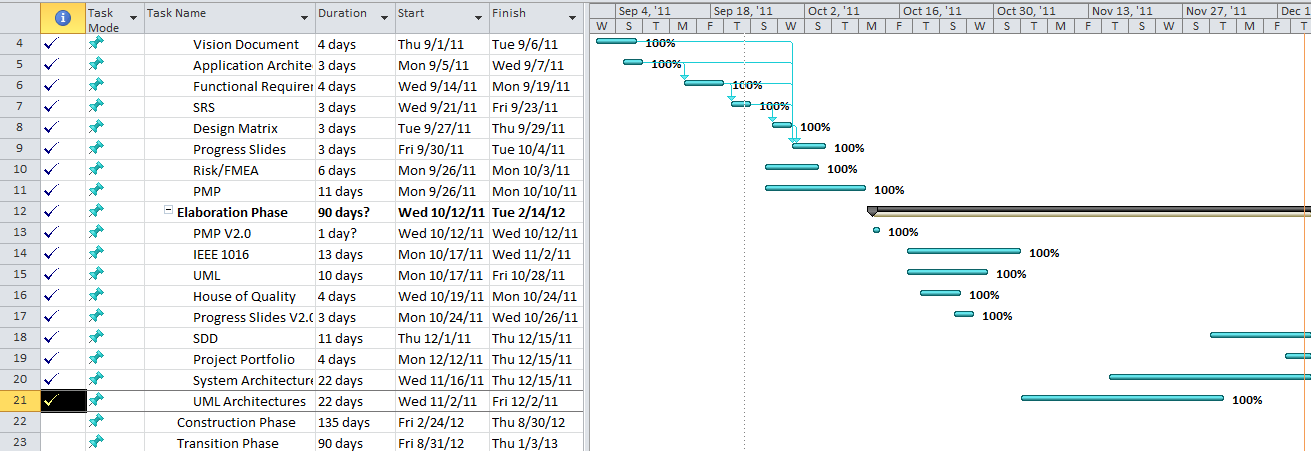 Task Mode Task Name Duration Start Finish
Sep 4, '11 Sep 18, '11 Oct 2, '11 Oct 16, '11 Oct 30, '11 Nov 13, '11 Nov 27, '11 Dec 1
W S T M F T S W S T M F T S W S T M F T S W S T M F T
4 Vision Document 4 days Thu 9/1/11 Tue 9/6/11 100%
5 Application Archite 3 days Mon 9/5/11 Wed 9/7/11 100%
6 Functional Requirer 4 days Wed 9/14/11 Mon 9/19/11 100%
7 SRS 3 days Wed 9/21/11 Fri 9/23/11 100%
8 Design Matrix 3 days Tue 9/27/11 Thu 9/29/11 100%
9 Progress Slides 3 days Fri 9/30/11 Tue 10/4/11 100%
10 Risk/FMEA 6 days Mon 9/26/11 Mon 10/3/11 100%
11 PMP 11 days Mon 9/26/11 Mon 10/10/11 100%
12 Elaboration Phase 90 days? Wed 10/12/11 Tue 2/14/12
13 PMP V2.0 1 day? Wed 10/12/11 Wed 10/12/11 100%
14 IEEE 1016 13 days Mon 10/17/11 Wed 11/2/11 100%
15 UML 10 days Mon 10/17/11 Fri 10/28/11 100%
16 House of Quality 4 days Wed 10/19/11 Mon 10/24/11 100%
17 Progress Slides V2.0 3 days Mon 10/24/11 Wed 10/26/11 100%
18 SDD 11 days Thu 12/1/11 Thu 12/15/11
19 Project Portfolio 4 days Mon 12/12/11 Thu 12/15/11
20 System Architecture 22 days Wed 11/16/11 Thu 12/15/11
21 UML Architectures 22 days Wed 11/2/11 Fri 12/2/11 100%
22 Construction Phase 135 days Fri 2/24/12 Thu 8/30/12
23 Transition Phase 90 days Fri 8/31/12 Thu 1/3/13